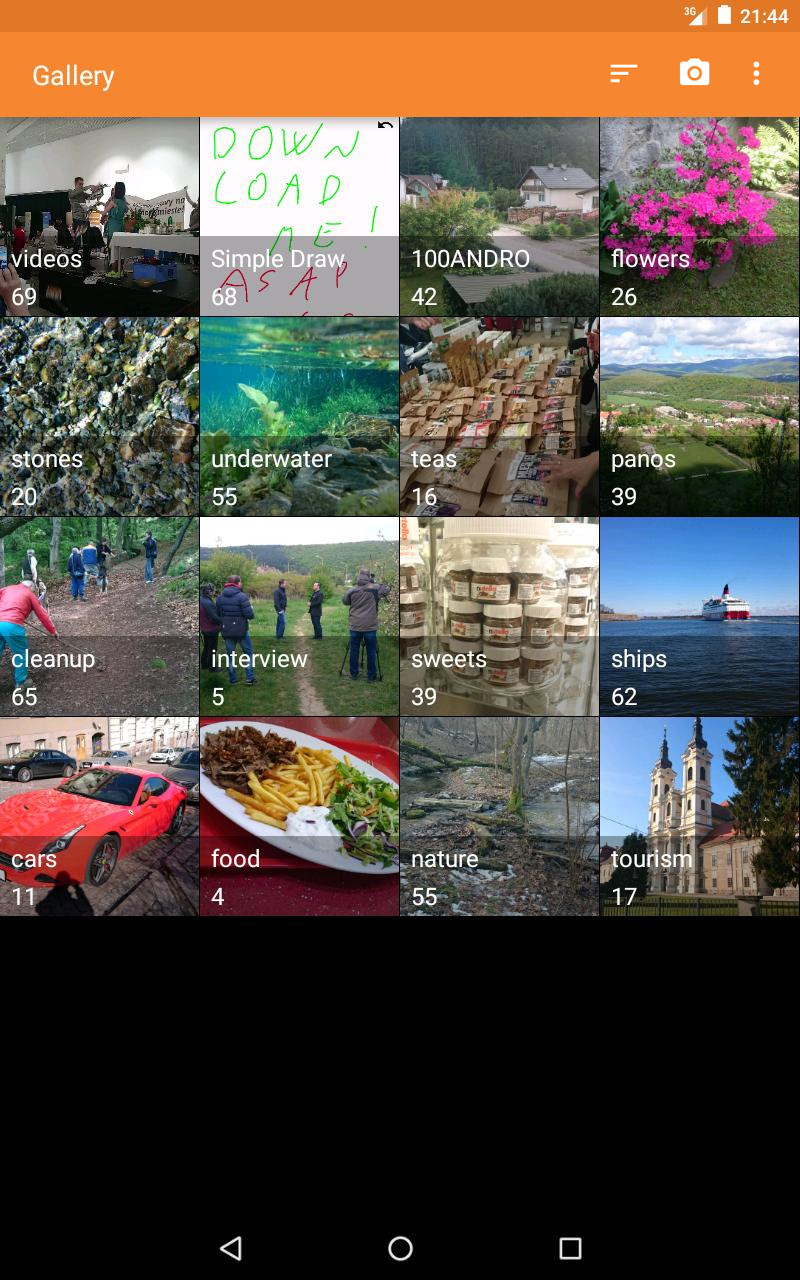 3G 21:44
Gallery
DOWN
LOAD
ME!
ASAP
videos
69
Simple Draw
68
100ANDRO
42
flowers
26
stones
20
underwater
55
teas
16
panos
39
cleanup
65
interview
5
nutella
sweets
39
ships
62
cars
11
food
4
nature
55
tourism
17